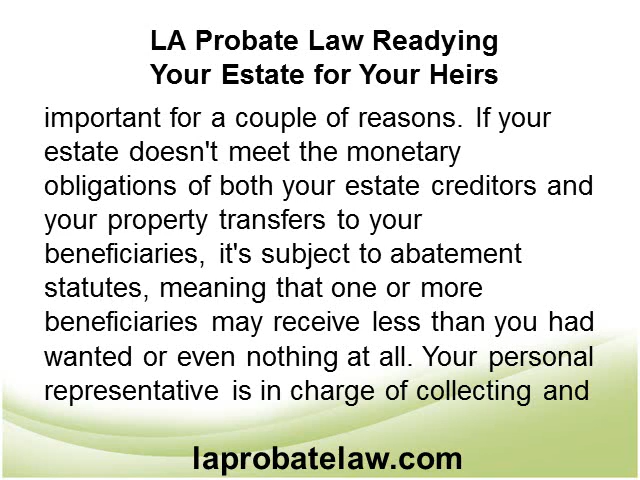 LA Probate Law Readying
Your Estate for Your Heirs
important for a couple of reasons. If your
estate doesn't meet the monetary
obligations of both your estate creditors and
your property transfers to your
beneficiaries, it's subject to abatement
statutes, meaning that one or more
beneficiaries may receive less than you had
wanted or even nothing at all. Your personal
representative is in charge of collecting and
laprobatelaw.com